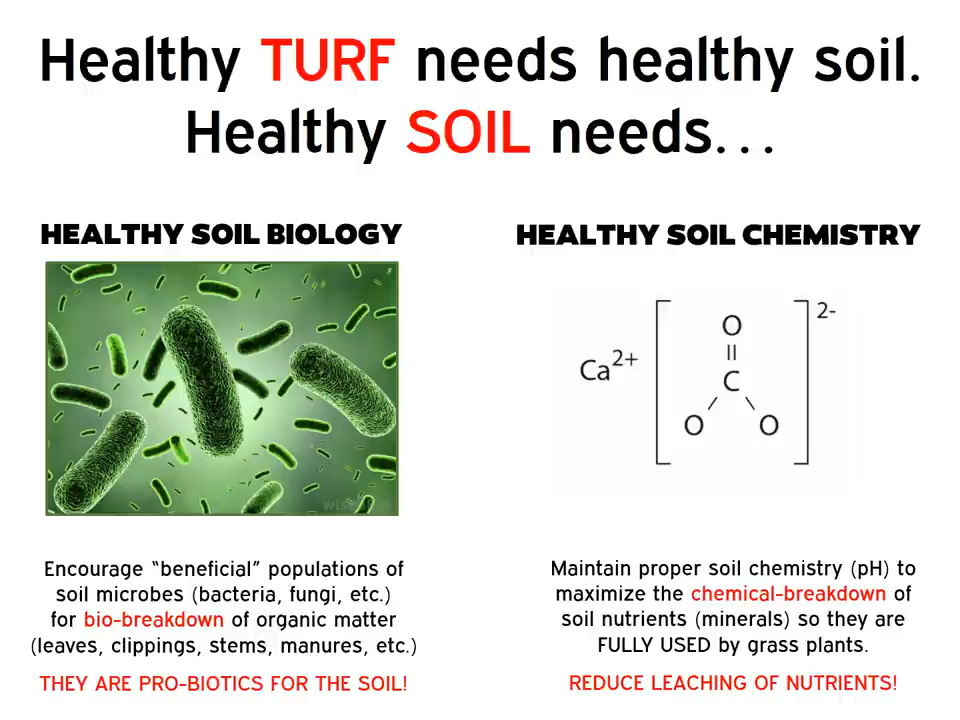 Healthy TURF needs healthy soil.
Healthy SOIL needs...
HEALTHY SOIL BIOLOGY
HEALTHY SOIL CHEMISTRY
Ca2+
O
C
O
O
2-
Encourage “beneficial” populations of
soil microbes (bacteria, fungi, etc.)
for bio-breakdown of organic matter
(leaves, clippings, stems, manures, etc.)
THEY ARE PRO-BIOTICS FOR THE SOIL!
Maintain proper soil chemistry (pH) to
maximize the chemical-breakdown of
soil nutrients (minerals) so they are
FULLY USED by grass plants.
REDUCE LEACHING OF NUTRIENTS!